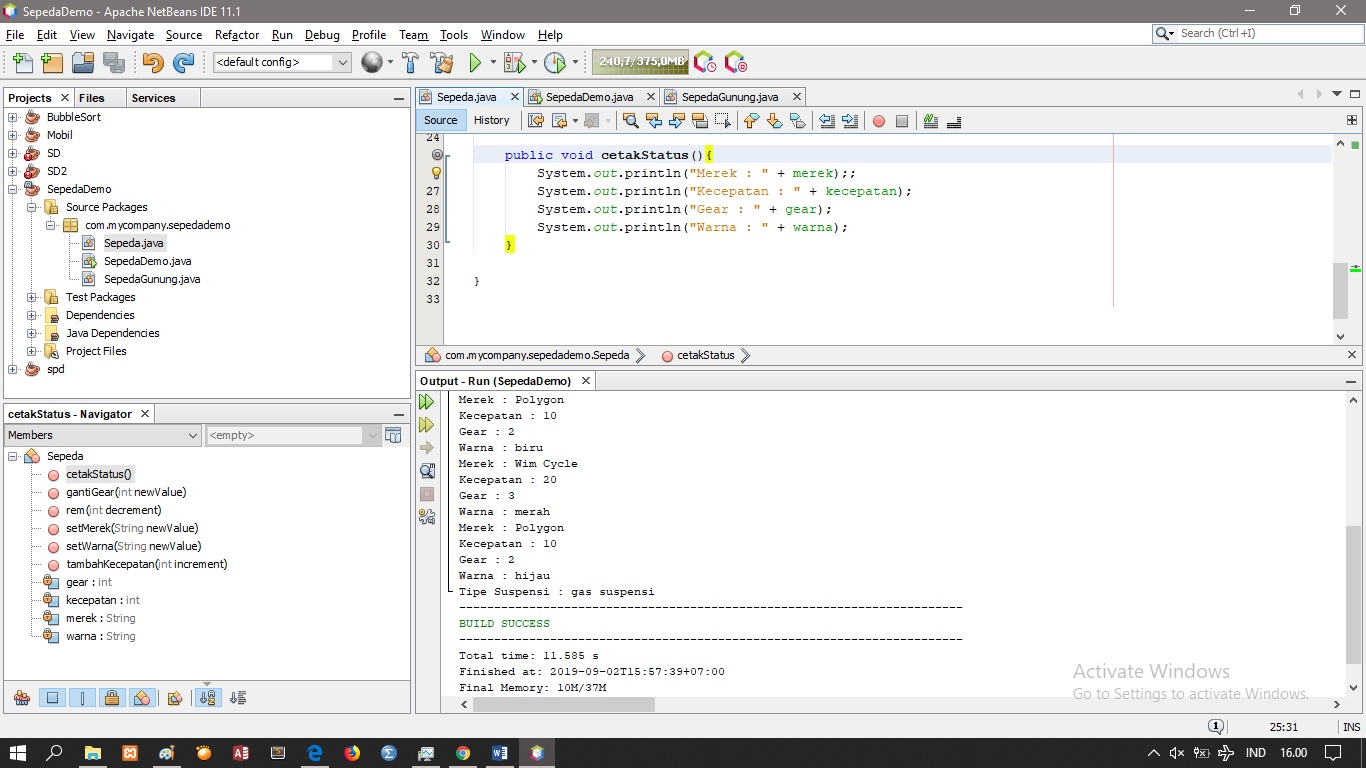 SepedaDemo - Apache NetBeans IDE 11.1
File Edit View Navigate Source Refactor Run Debug Profile Team Tools Window Help
Search (Ctrl+I)
<default config>
240,7/375,0MB
Projects Files Services
BubbleSort
Mobil
SD
SD2
SepedaDemo
Source Packages
com.mycompany.sepedademo
Sepeda.java
SepedaDemo.java
SepedaGunung.java
Test Packages
Dependencies
Java Dependencies
Project Files
spd
cetakStatus - Navigator
Members
<empty>
Sepeda
cetakStatus()
gantiGear(int newValue)
rem(int decrement)
setMerek(String newValue)
setWarna(String newValue)
tambahKecepatan(int increment)
gear : int
kecepatan : int
merek : String
warna : String
Sepeda.java SepedaDemo.java SepedaGunung.java
Source History
24
public void cetakStatus(){
System.out.println("Merek : " + merek);;
27 System.out.println("Kecepatan : " + kecepatan);
28 System.out.println("Gear : " + gear);
29 System.out.println("Warna : " + warna);
30 }
31
32 }
33
com.mycompany.sepedademo.Sepeda cetakStatus
Output - Run (SepedaDemo)
Merek : Polygon
Kecepatan : 10
Gear : 2
Warna : biru
Merek : Wim Cycle
Kecepatan : 20
Gear : 3
Warna : merah
Merek : Polygon
Kecepatan : 10
Gear : 2
Warna : hijau
Tipe Suspensi : gas suspensi
------------------------------------------------------------------------
BUILD SUCCESS
------------------------------------------------------------------------
Total time: 11.585 s
Finished at: 2019-09-02T15:57:39+07:00
Final Memory: 10M/37M
Activate Windows
Go to Settings to activate Windows.
1 25:31 INS
IND 16.00